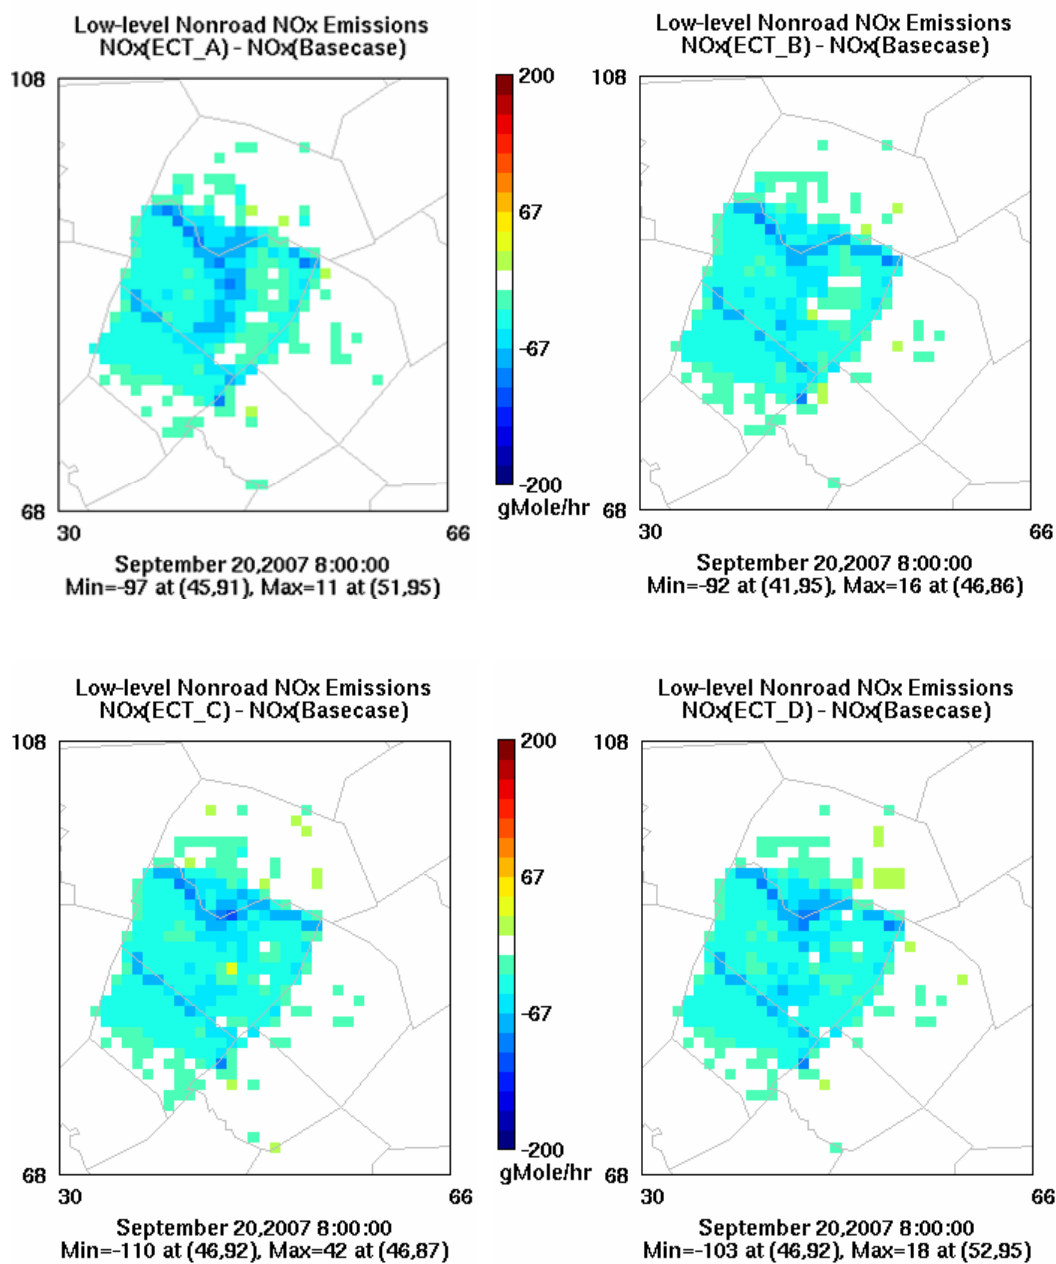 Low-level Nonroad NOx Emissions
NOx(ECT_A) - NOx(Basecase)
108
68
30
66
September 20,2007 8:00:00
Min=-97 at (45,91), Max=11 at (51,95)
200
67
-67
-200
gMole/hr
Low-level Nonroad NOx Emissions
NOx(ECT_B) - NOx(Basecase)
108
68
30
66
September 20,2007 8:00:00
Min=-92 at (41,95), Max=16 at (46,86)
Low-level Nonroad NOx Emissions
NOx(ECT_C) - NOx(Basecase)
108
68
30
66
September 20,2007 8:00:00
Min=-110 at (46,92), Max=42 at (46,87)
200
67
-67
-200
gMole/hr
Low-level Nonroad NOx Emissions
NOx(ECT_D) - NOx(Basecase)
108
68
30
66
September 20,2007 8:00:00
Min=-103 at (46,92), Max=18 at (52,95)